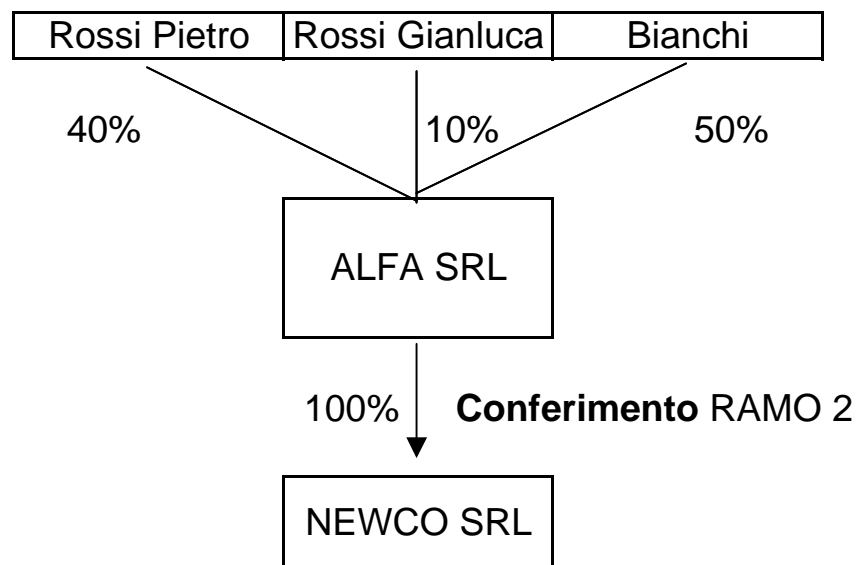 Rossi Pietro Rossi Gianluca Bianchi
40% 10% 50%
ALFA SRL
100% Conferimento RAMO 2
NEWCO SRL